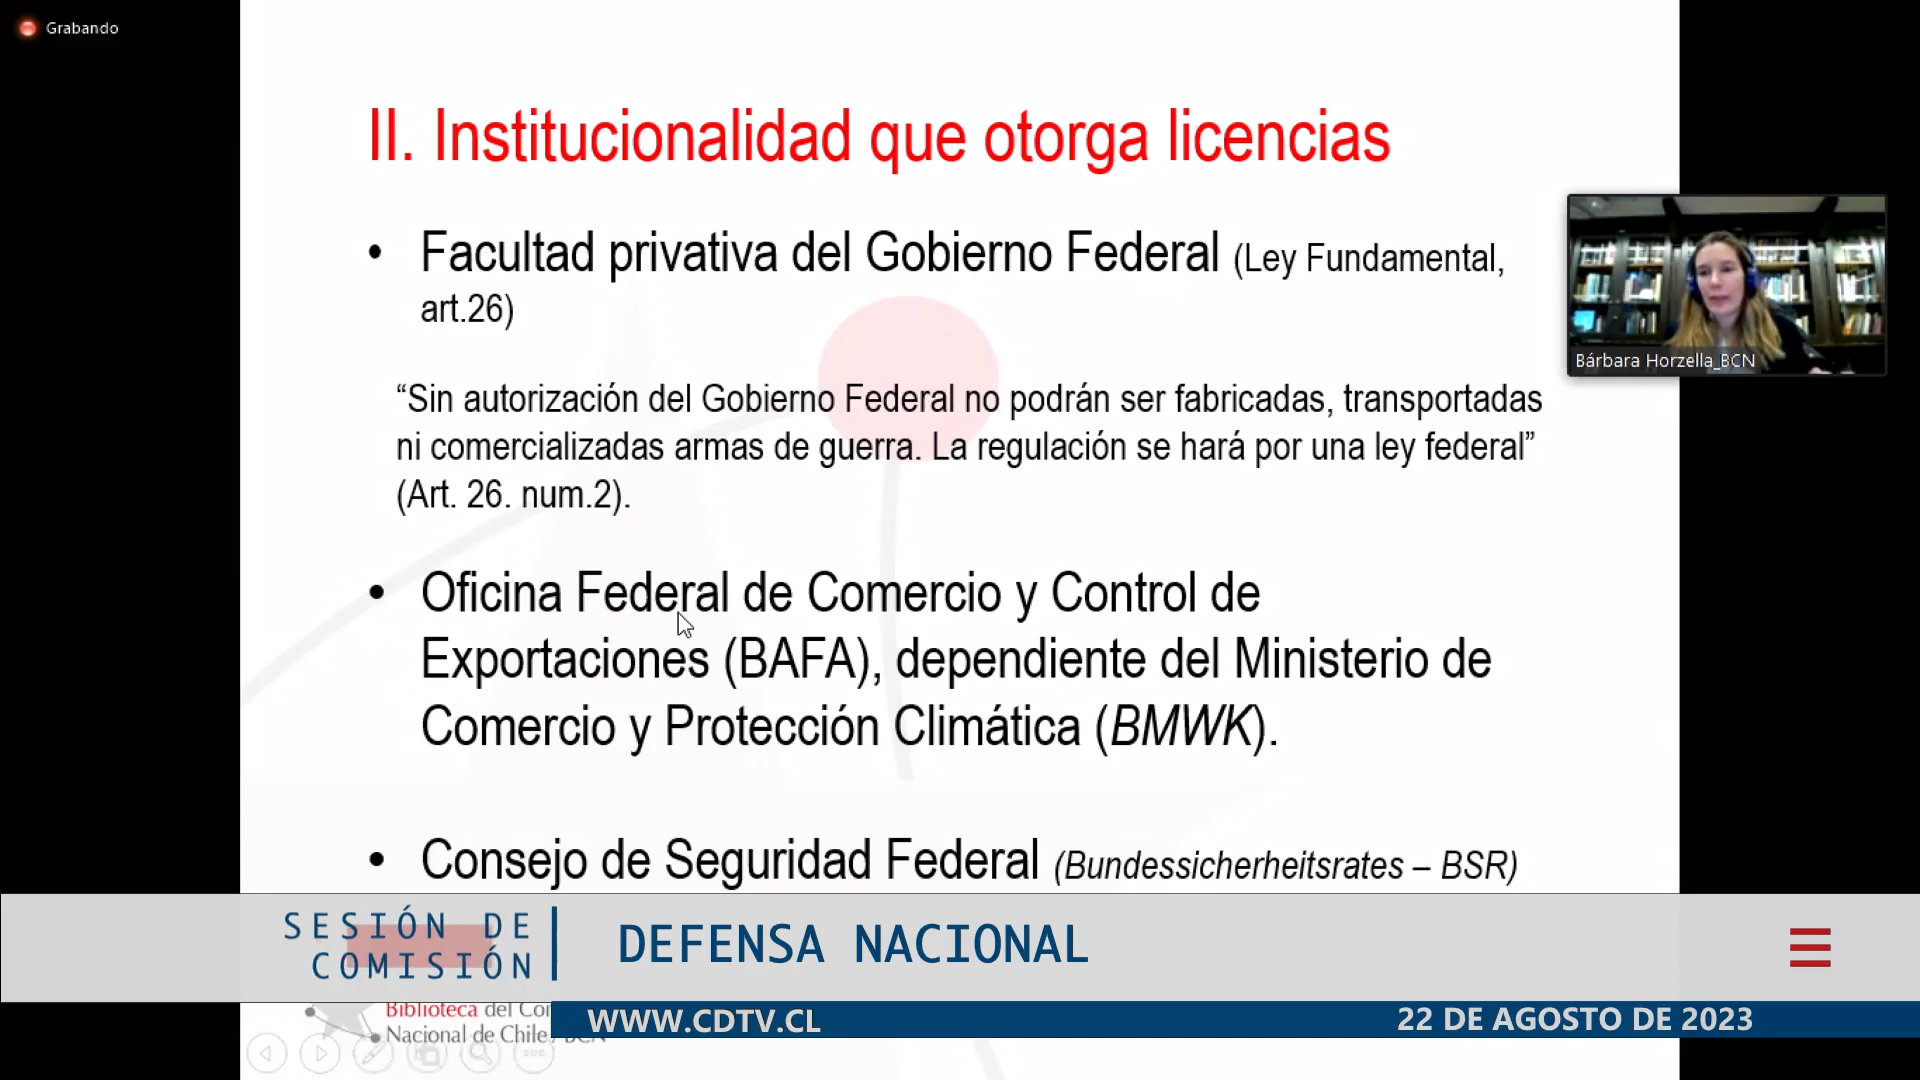 Grabando
II. Institucionalidad que otorga licencias
• Facultad privativa del Gobierno Federal (Ley Fundamental,
art.26)
“Sin autorización del Gobierno Federal no podrán ser fabricadas, transportadas
ni comercializadas armas de guerra. La regulación se hará por una ley federal”
(Art. 26. num.2).
• Oficina Federal de Comercio y Control de
Exportaciones (BAFA), dependiente del Ministerio de
Comercio y Protección Climática (BMWK).
• Consejo de Seguridad Federal (Bundessicherheitsrates – BSR)
Bárbara Horzella_BCN
SESIÓN DE
COMISIÓN
DEFENSA NACIONAL
Biblioteca del
Nacional de Chile
WWW.CDTV.CL
22 DE AGOSTO DE 2023